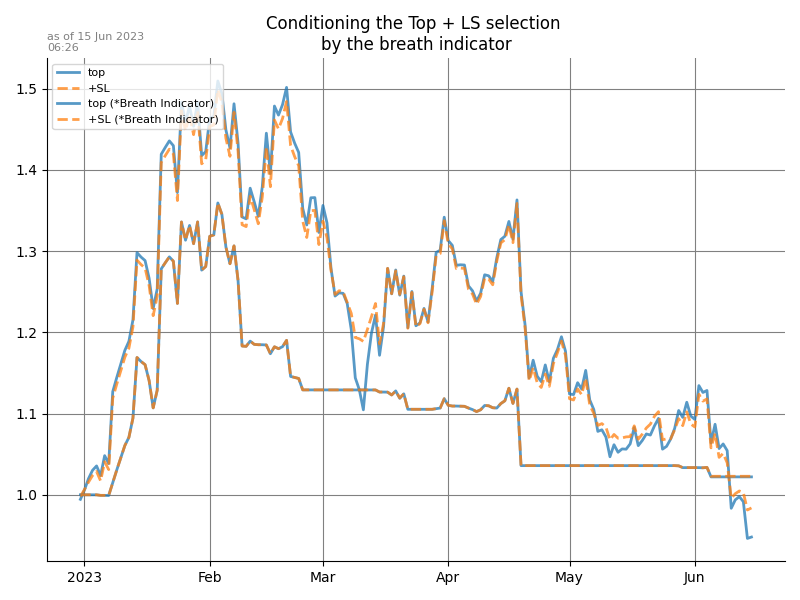 Conditioning the Top + LS selection
by the breath indicator
as of 15 Jun 2023
06:26
top
+SL
top (*Breath Indicator)
+SL (*Breath Indicator)
1.5
1.4
1.3
1.2
1.1
1.0
2023 Feb Mar Apr May Jun